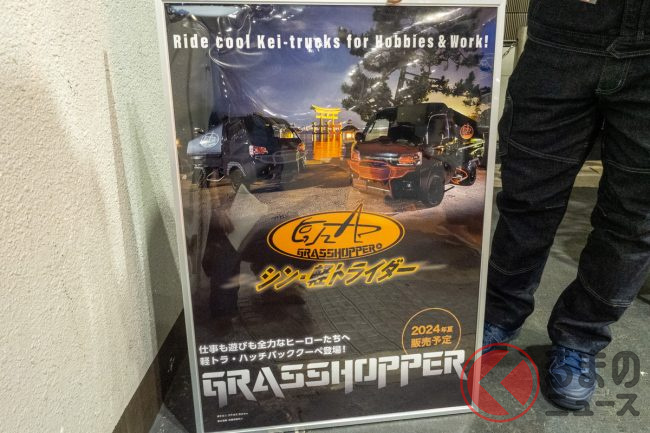 Ride cool Kei-trucks for Hobbies & Work!
GRASSHOPPER
シン・軽トライダー
2024年夏
販売予定
仕事も遊びも全力なヒーローたちへ
軽トラ・ハッチバッククーペ登場!
GRASSHOPPER
くるまの
ニュース